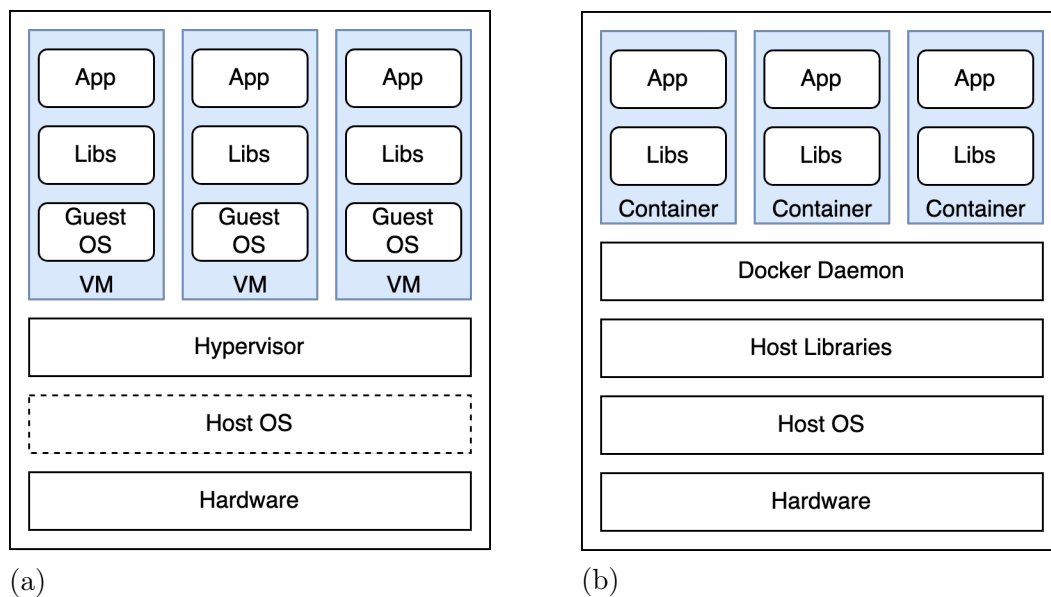 App
App
App
Libs
Libs
Libs
Guest
OS
Guest
OS
Guest
OS
VM
VM
VM
Hypervisor
Host OS
Hardware
(a)
App
App
App
Libs
Libs
Libs
Container
Container
Container
Docker Daemon
Host Libraries
Host OS
Hardware
(b)